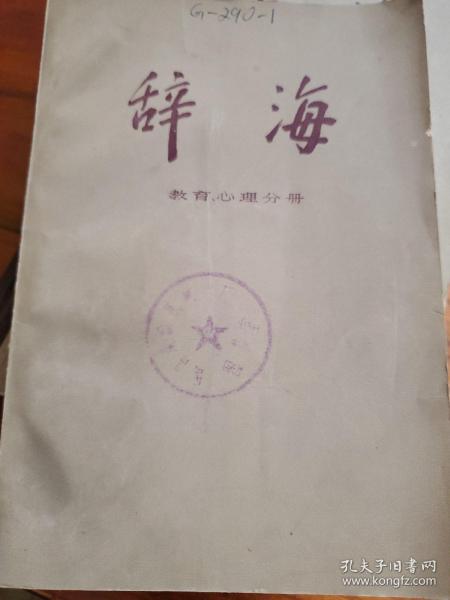 G-290-1
辞海
教育、心理分册
孔夫子旧书网
www.kongfz.com